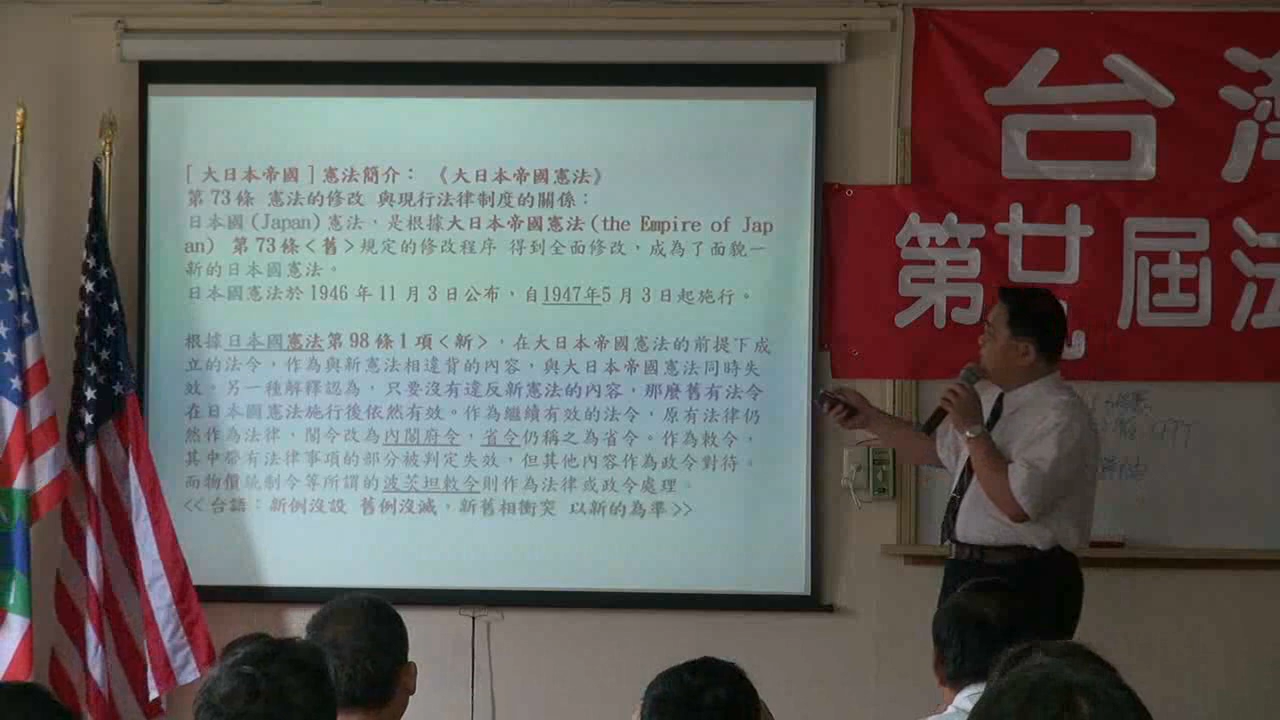 [ 大日本帝國 ] 憲法簡介： 《大日本帝國憲法》
第 73 條 憲法的修改 與現行法律制度的關係：
日本國 (Japan) 憲法、是根據大日本帝國憲法 (the Empire of Jap
an) 第 73 條＜舊＞規定的修改程序 得到全面修改，成為了面貌一
新的日本國憲法。
日本國憲法於 1946 年 11 月 3 日公布，自 1947年 5 月 3 日起施行。
根據日本國憲法第 98 條 1 項＜新＞，在大日本帝國憲法的前提下成
立的法令，作為與新憲法相違背的內容，與大日本帝國憲法同時失
效。另一種解釋認為，只要沒有違反新憲法的內容，那麼舊有法令
在日本國憲法施行後依然有效。作為繼續有效的法令，原有法律仍
然作為法律，閣令改為內閣府令，省令仍稱之為省令。作為敕令，
其中帶有法律事項的部分被判定失效，但其他內容作為政令對待。
而物價統制令等所謂的波茨坦敕令則作為法律或政令處理。
<< 台語：新例沒設 舊例沒滅，新舊相衝突 以新的為準 >>
台灣
第廿九屆法